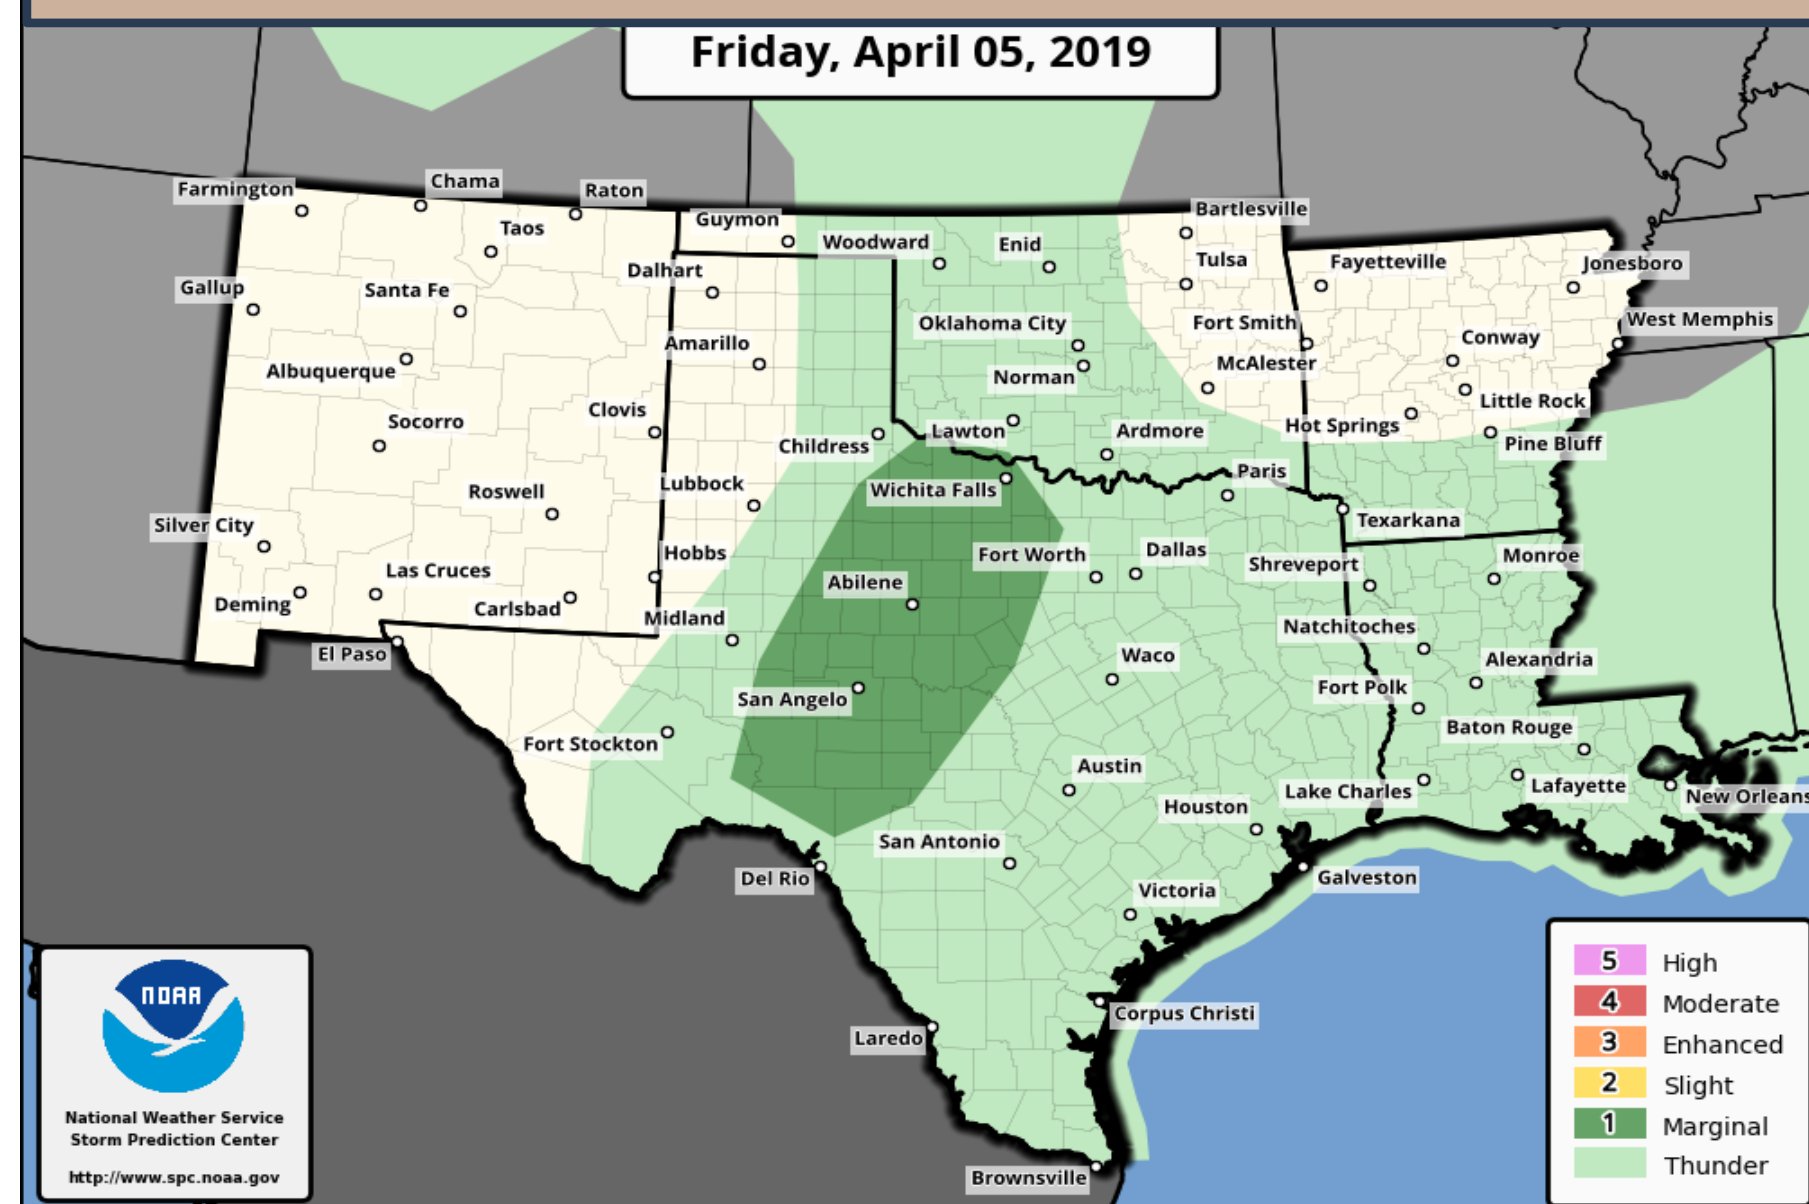 Friday, April 05, 2019
Farmington
Chama
Raton
Taos
Guymon
Woodward
Enid
Bartlesville
Tulsa
Fayetteville
Jonesboro
Gallup
Santa Fe
Dalhart
Oklahoma City
Fort Smith
West Memphis
Amarillo
Conway
Albuquerque
Norman
McAlester
Little Rock
Socorro
Clovis
Childress
Lawton
Ardmore
Hot Springs
Pine Bluff
Roswell
Lubbock
Wichita Falls
Paris
Silver City
Texarkana
Hobbs
Fort Worth
Dallas
Shreveport
Monroe
Las Cruces
Abilene
Deming
Carlsbad
Midland
Natchitoches
El Paso
Waco
Alexandria
San Angelo
Fort Polk
Baton Rouge
Fort Stockton
Austin
Houston
Lake Charles
Lafayette
New Orleans
San Antonio
Del Rio
Victoria
Galveston
Corpus Christi
Laredo
Brownsville
NOAA
National Weather Service
Storm Prediction Center
http://www.spc.noaa.gov
5 High
4 Moderate
3 Enhanced
2 Slight
1 Marginal
Thunder